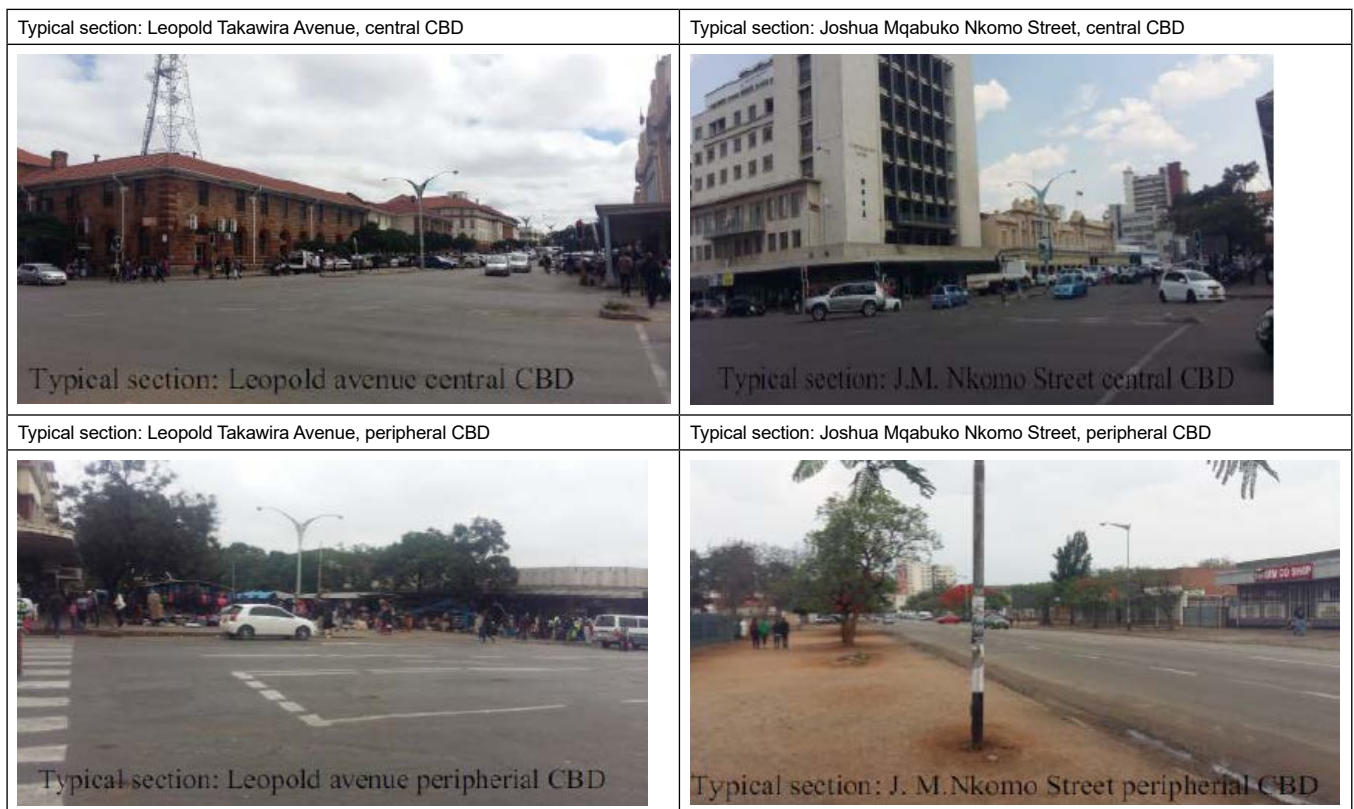 Typical section: Leopold Takawira Avenue, central CBD
Typical section: Joshua Mqabuko Nkomo Street, central CBD
Typical section: Leopold avenue central CBD
Typical section: J.M. Nkomo Street central CBD
Typical section: Leopold Takawira Avenue, peripheral CBD
Typical section: Joshua Mqabuko Nkomo Street, peripheral CBD
SHOP
Typical section: Leopold avenue peripherial CBD
Typical section: J. M.Nkomo Street peripherial CBD